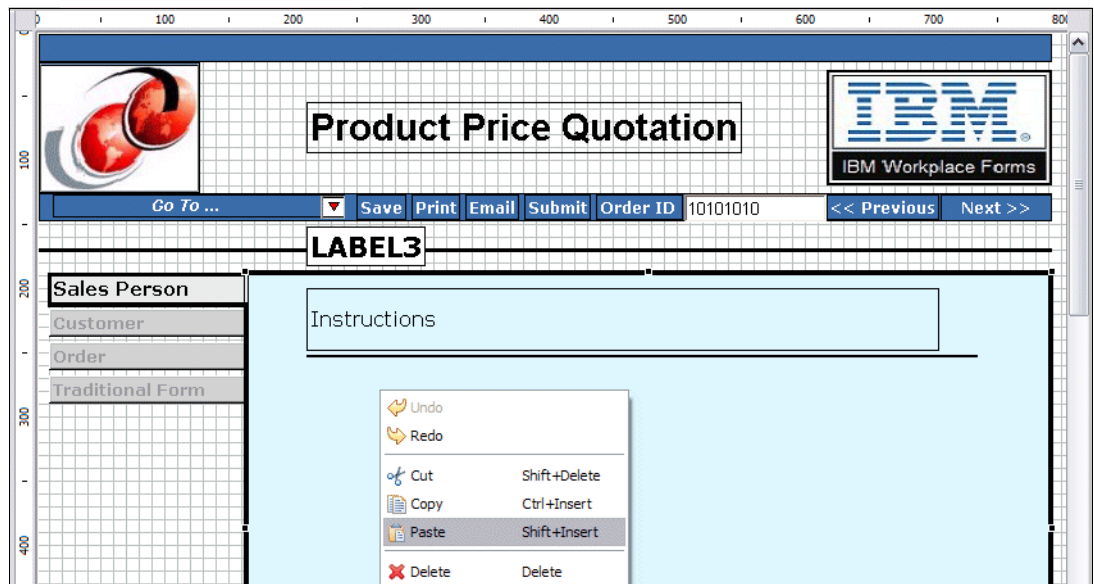 0 100 200 300 400 500 600 700 800
0
Product Price Quotation
IBM
IBM Workplace Forms
100
Go To ... Save Print Email Submit Order ID 10101010 << Previous Next >>
LABEL3
200
Sales Person
Instructions
Customer
Order
Traditional Form
300
Undo
Redo
Cut Shift+Delete
Copy Ctrl+Insert
Paste Shift+Insert
400
Delete Delete